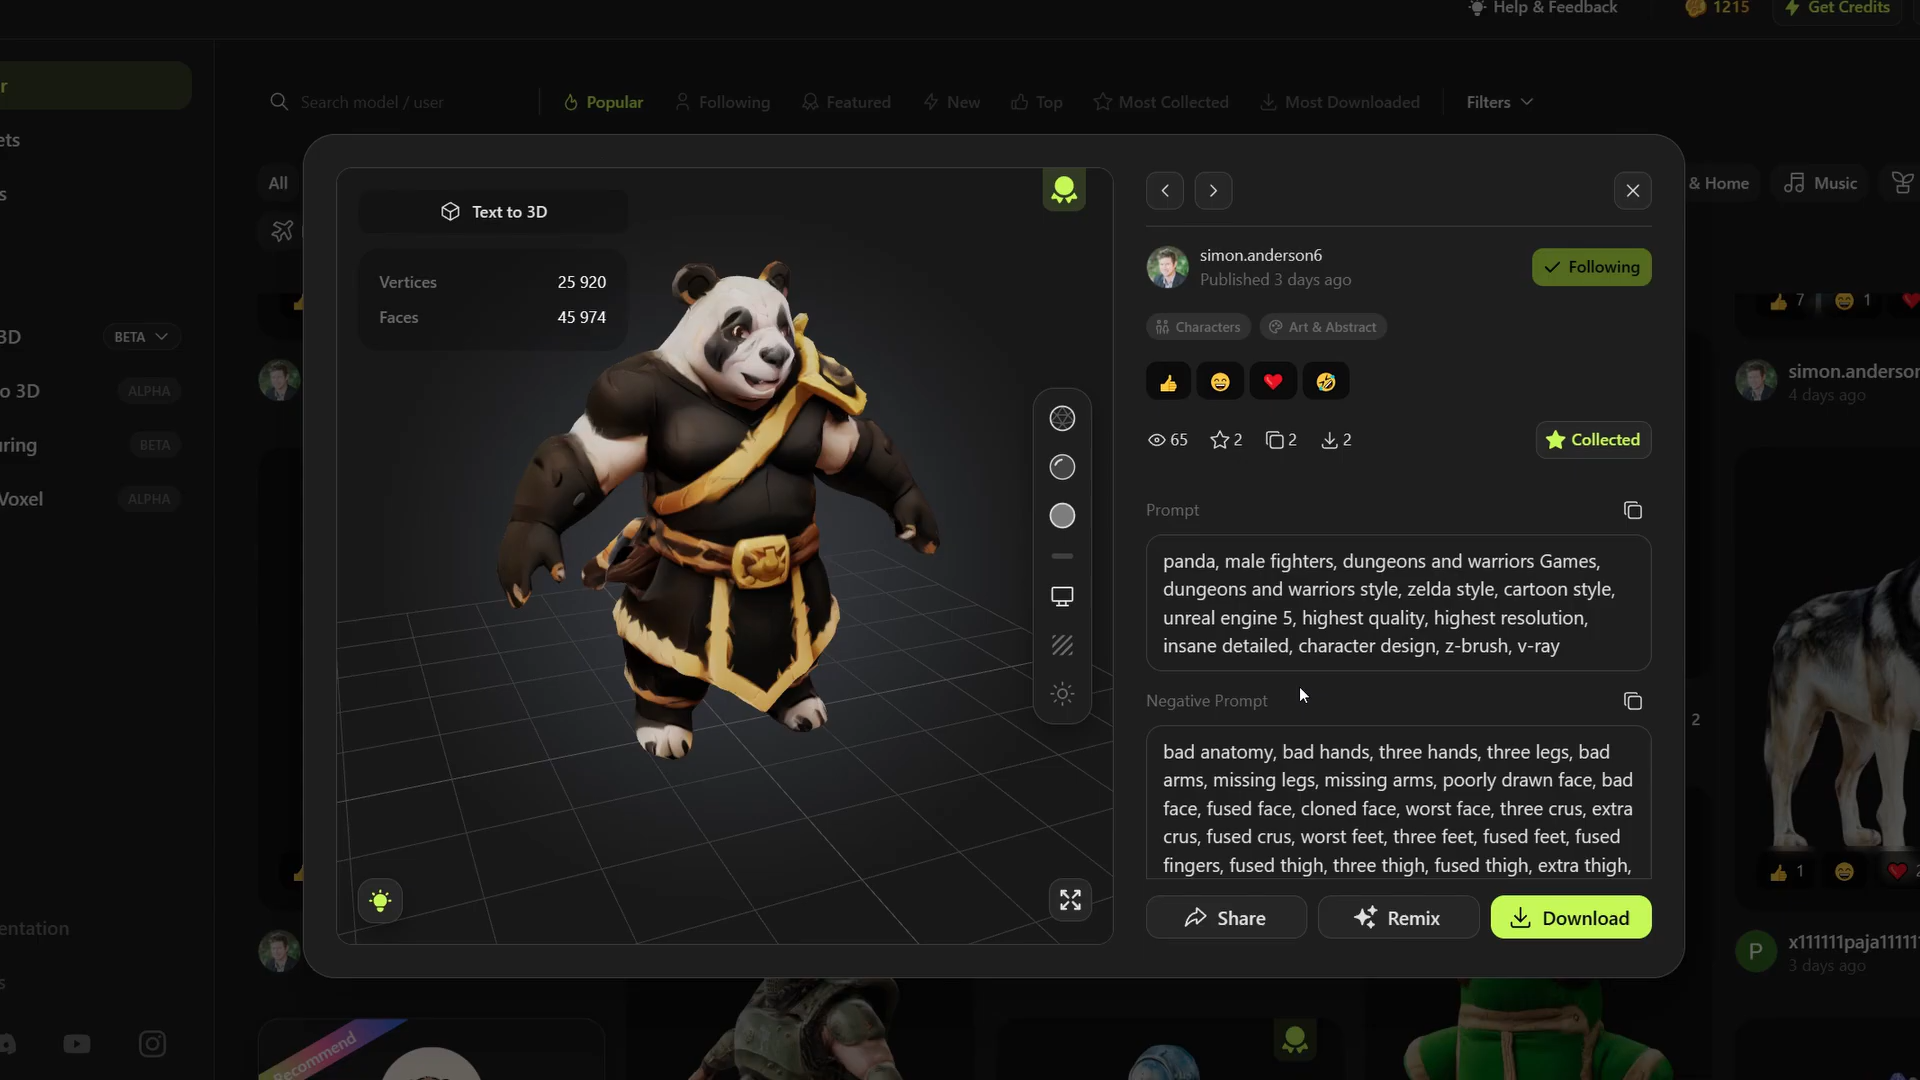 Help & Feedback
1215
Get Credits
r
ets
s
3D
BETA
o 3D
ALPHA
uring
BETA
Voxel
ALPHA
entation
s
Search model / user
Popular
Following
Featured
New
Top
Most Collected
Most Downloaded
Filters
All
& Home
Music
Text to 3D
Vertices 25 920
Faces 45 974
simon.anderson6
Published 3 days ago
Following
Characters
Art & Abstract
65
2
2
2
Collected
Prompt
panda, male fighters, dungeons and warriors Games,
dungeons and warriors style, zelda style, cartoon style,
unreal engine 5, highest quality, highest resolution,
insane detailed, character design, z-brush, v-ray
Negative Prompt
bad anatomy, bad hands, three hands, three legs, bad
arms, missing legs, missing arms, poorly drawn face, bad
face, fused face, cloned face, worst face, three crus, extra
crus, fused crus, worst feet, three feet, fused feet, fused
fingers, fused thigh, three thigh, fused thigh, extra thigh,
Share
Remix
Download
7
1
simon.anderson
4 days ago
2
1
2
P
x111111paja11111
3 days ago
Recommend